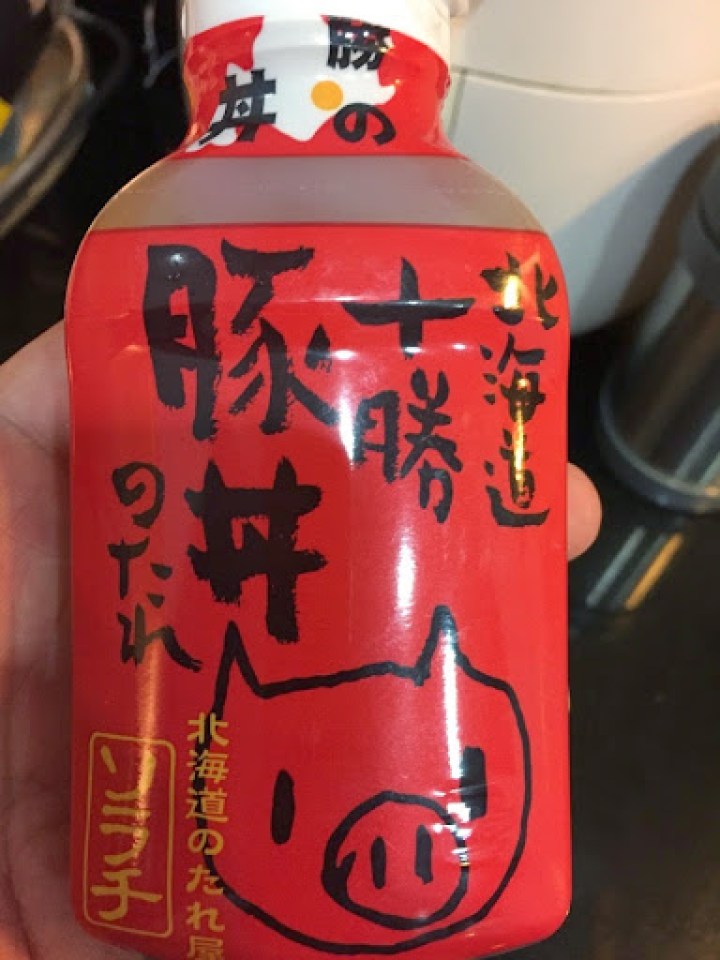 勝の
丼
北海道
十勝
豚丼
のたれ
北海道のたれ屋
ソラチ